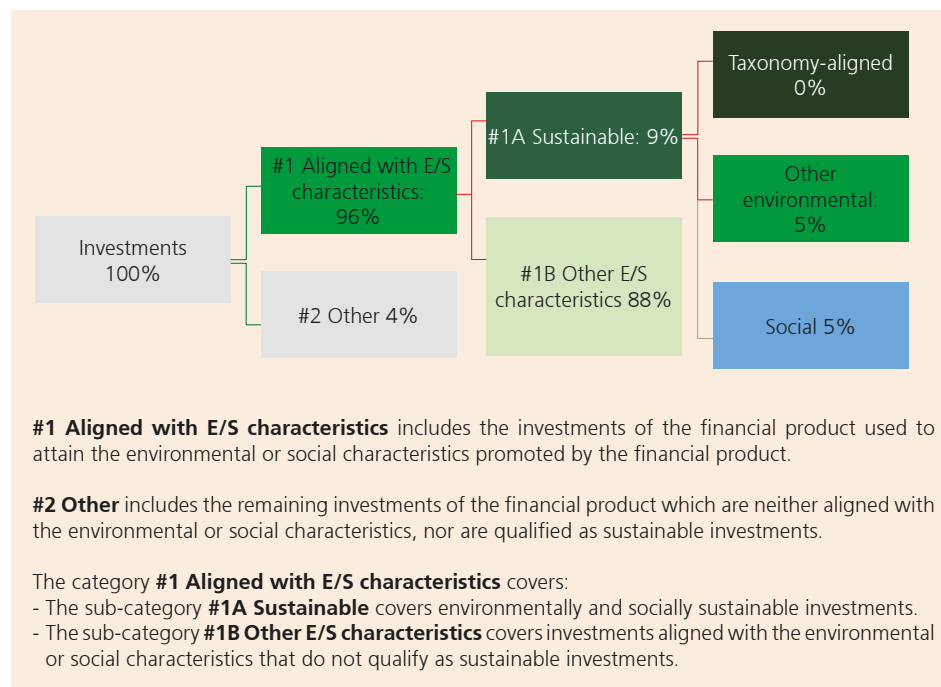 Investments
100%
#1 Aligned with E/S
characteristics:
96%
#2 Other 4%
#1A Sustainable: 9%
#1B Other E/S
characteristics 88%
Taxonomy-aligned
0%
Other
environmental:
5%
Social 5%
#1 Aligned with E/S characteristics includes the investments of the financial product used to
attain the environmental or social characteristics promoted by the financial product.
#2 Other includes the remaining investments of the financial product which are neither aligned with
the environmental or social characteristics, nor are qualified as sustainable investments.
The category #1 Aligned with E/S characteristics covers:
- The sub-category #1A Sustainable covers environmentally and socially sustainable investments.
- The sub-category #1B Other E/S characteristics covers investments aligned with the environmental
or social characteristics that do not qualify as sustainable investments.